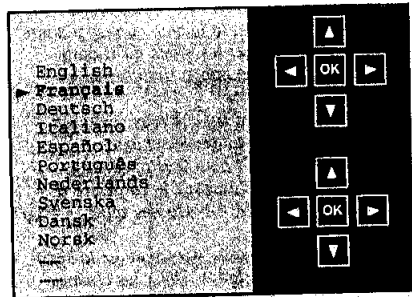 English
Français
Deutsch
Italiano
Español
Português
Nederlands
Svenska
Dansk
Norsk
---
---
OK
OK